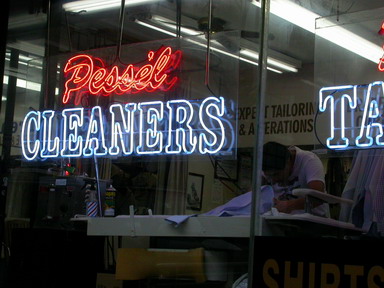 Pessél
CLEANERS
TA
EXPERT TAILORING
& ALTERATIONS
SHIRTS